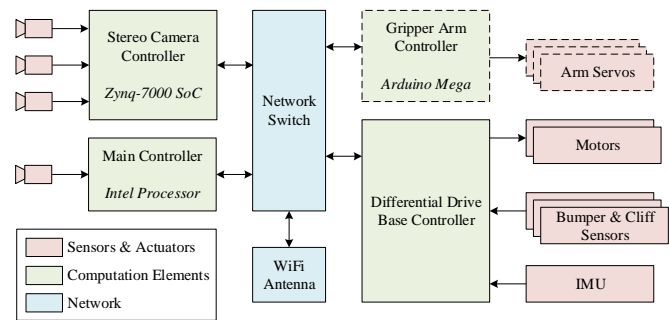 Stereo Camera
Controller
Zynq-7000 SoC
Main Controller
Intel Processor
Network
Switch
WiFi
Antenna
Gripper Arm
Controller
Arduino Mega
Differential Drive
Base Controller
Arm Servos
Motors
Bumper & Cliff
Sensors
IMU
Sensors & Actuators
Computation Elements
Network